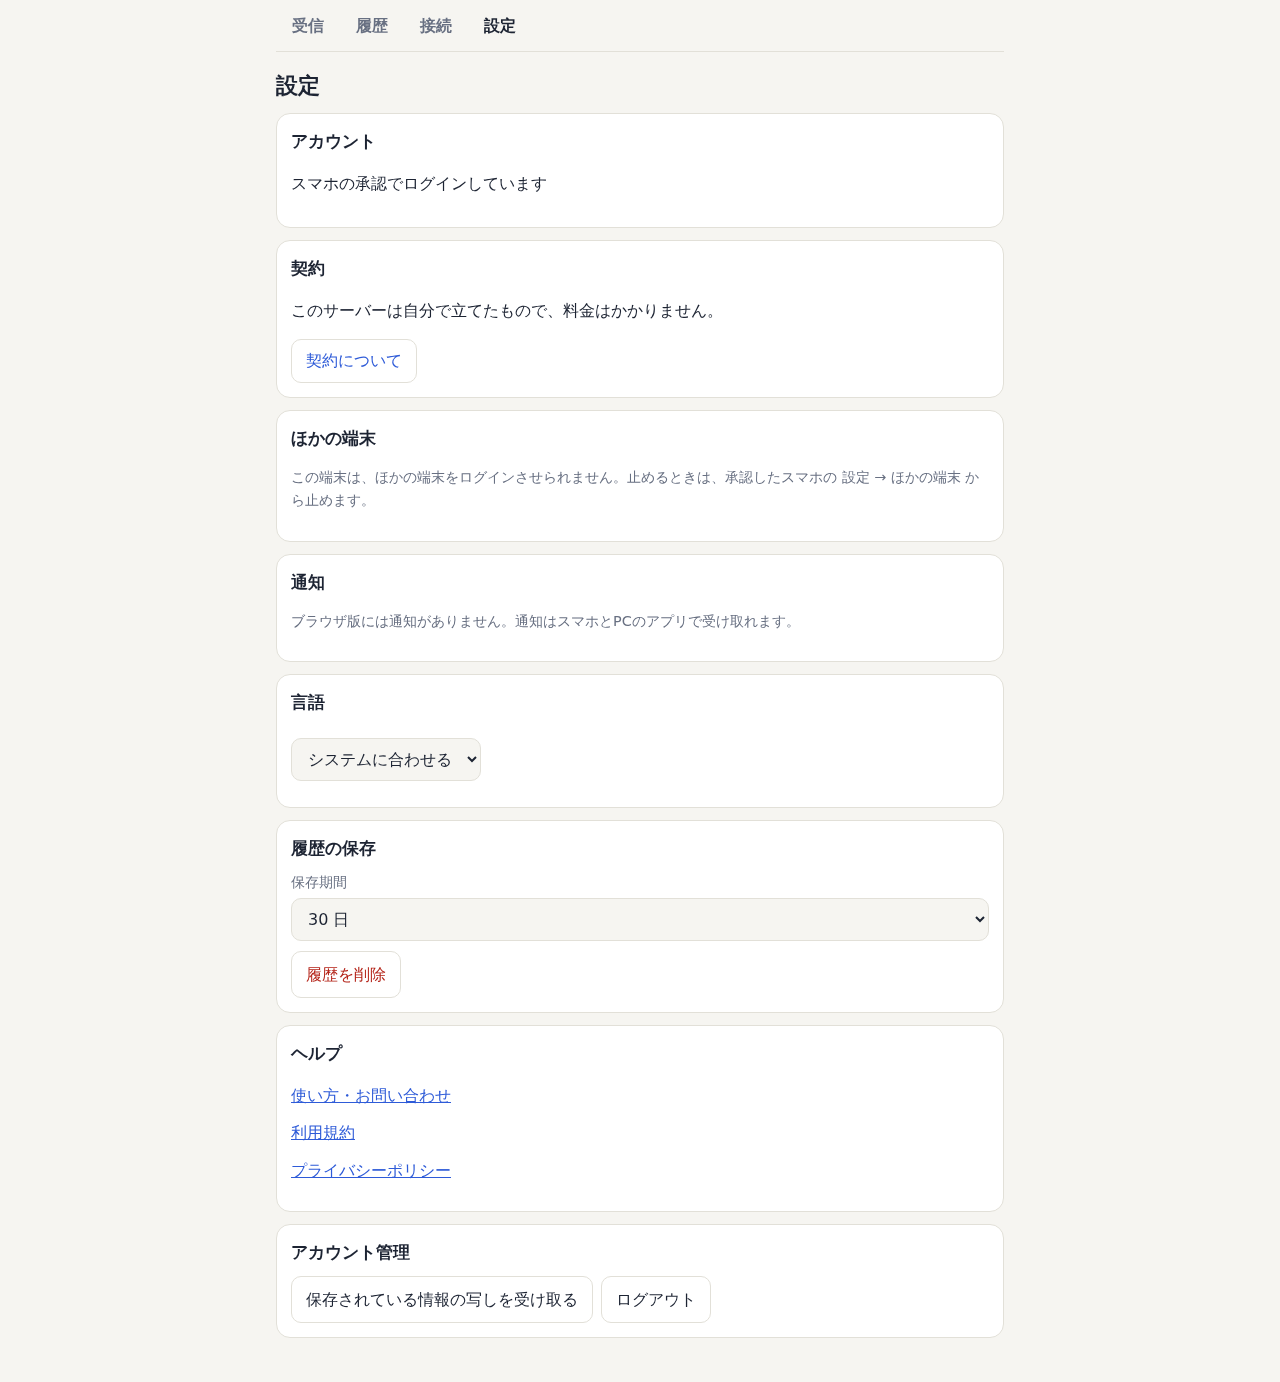 受信 履歴 接続 設定
設定
アカウント
スマホの承認でログインしています
契約
このサーバーは自分で立てたもので、料金はかかりません。
契約について
ほかの端末
この端末は、ほかの端末をログインさせられません。止めるときは、承認したスマホの 設定 → ほかの端末 か
ら止めます。
通知
ブラウザ版には通知がありません。通知はスマホとPCのアプリで受け取れます。
言語
システムに合わせる
履歴の保存
保存期間
30 日
履歴を削除
ヘルプ
使い方・お問い合わせ
利用規約
プライバシーポリシー
アカウント管理
保存されている情報の写しを受け取る ログアウト